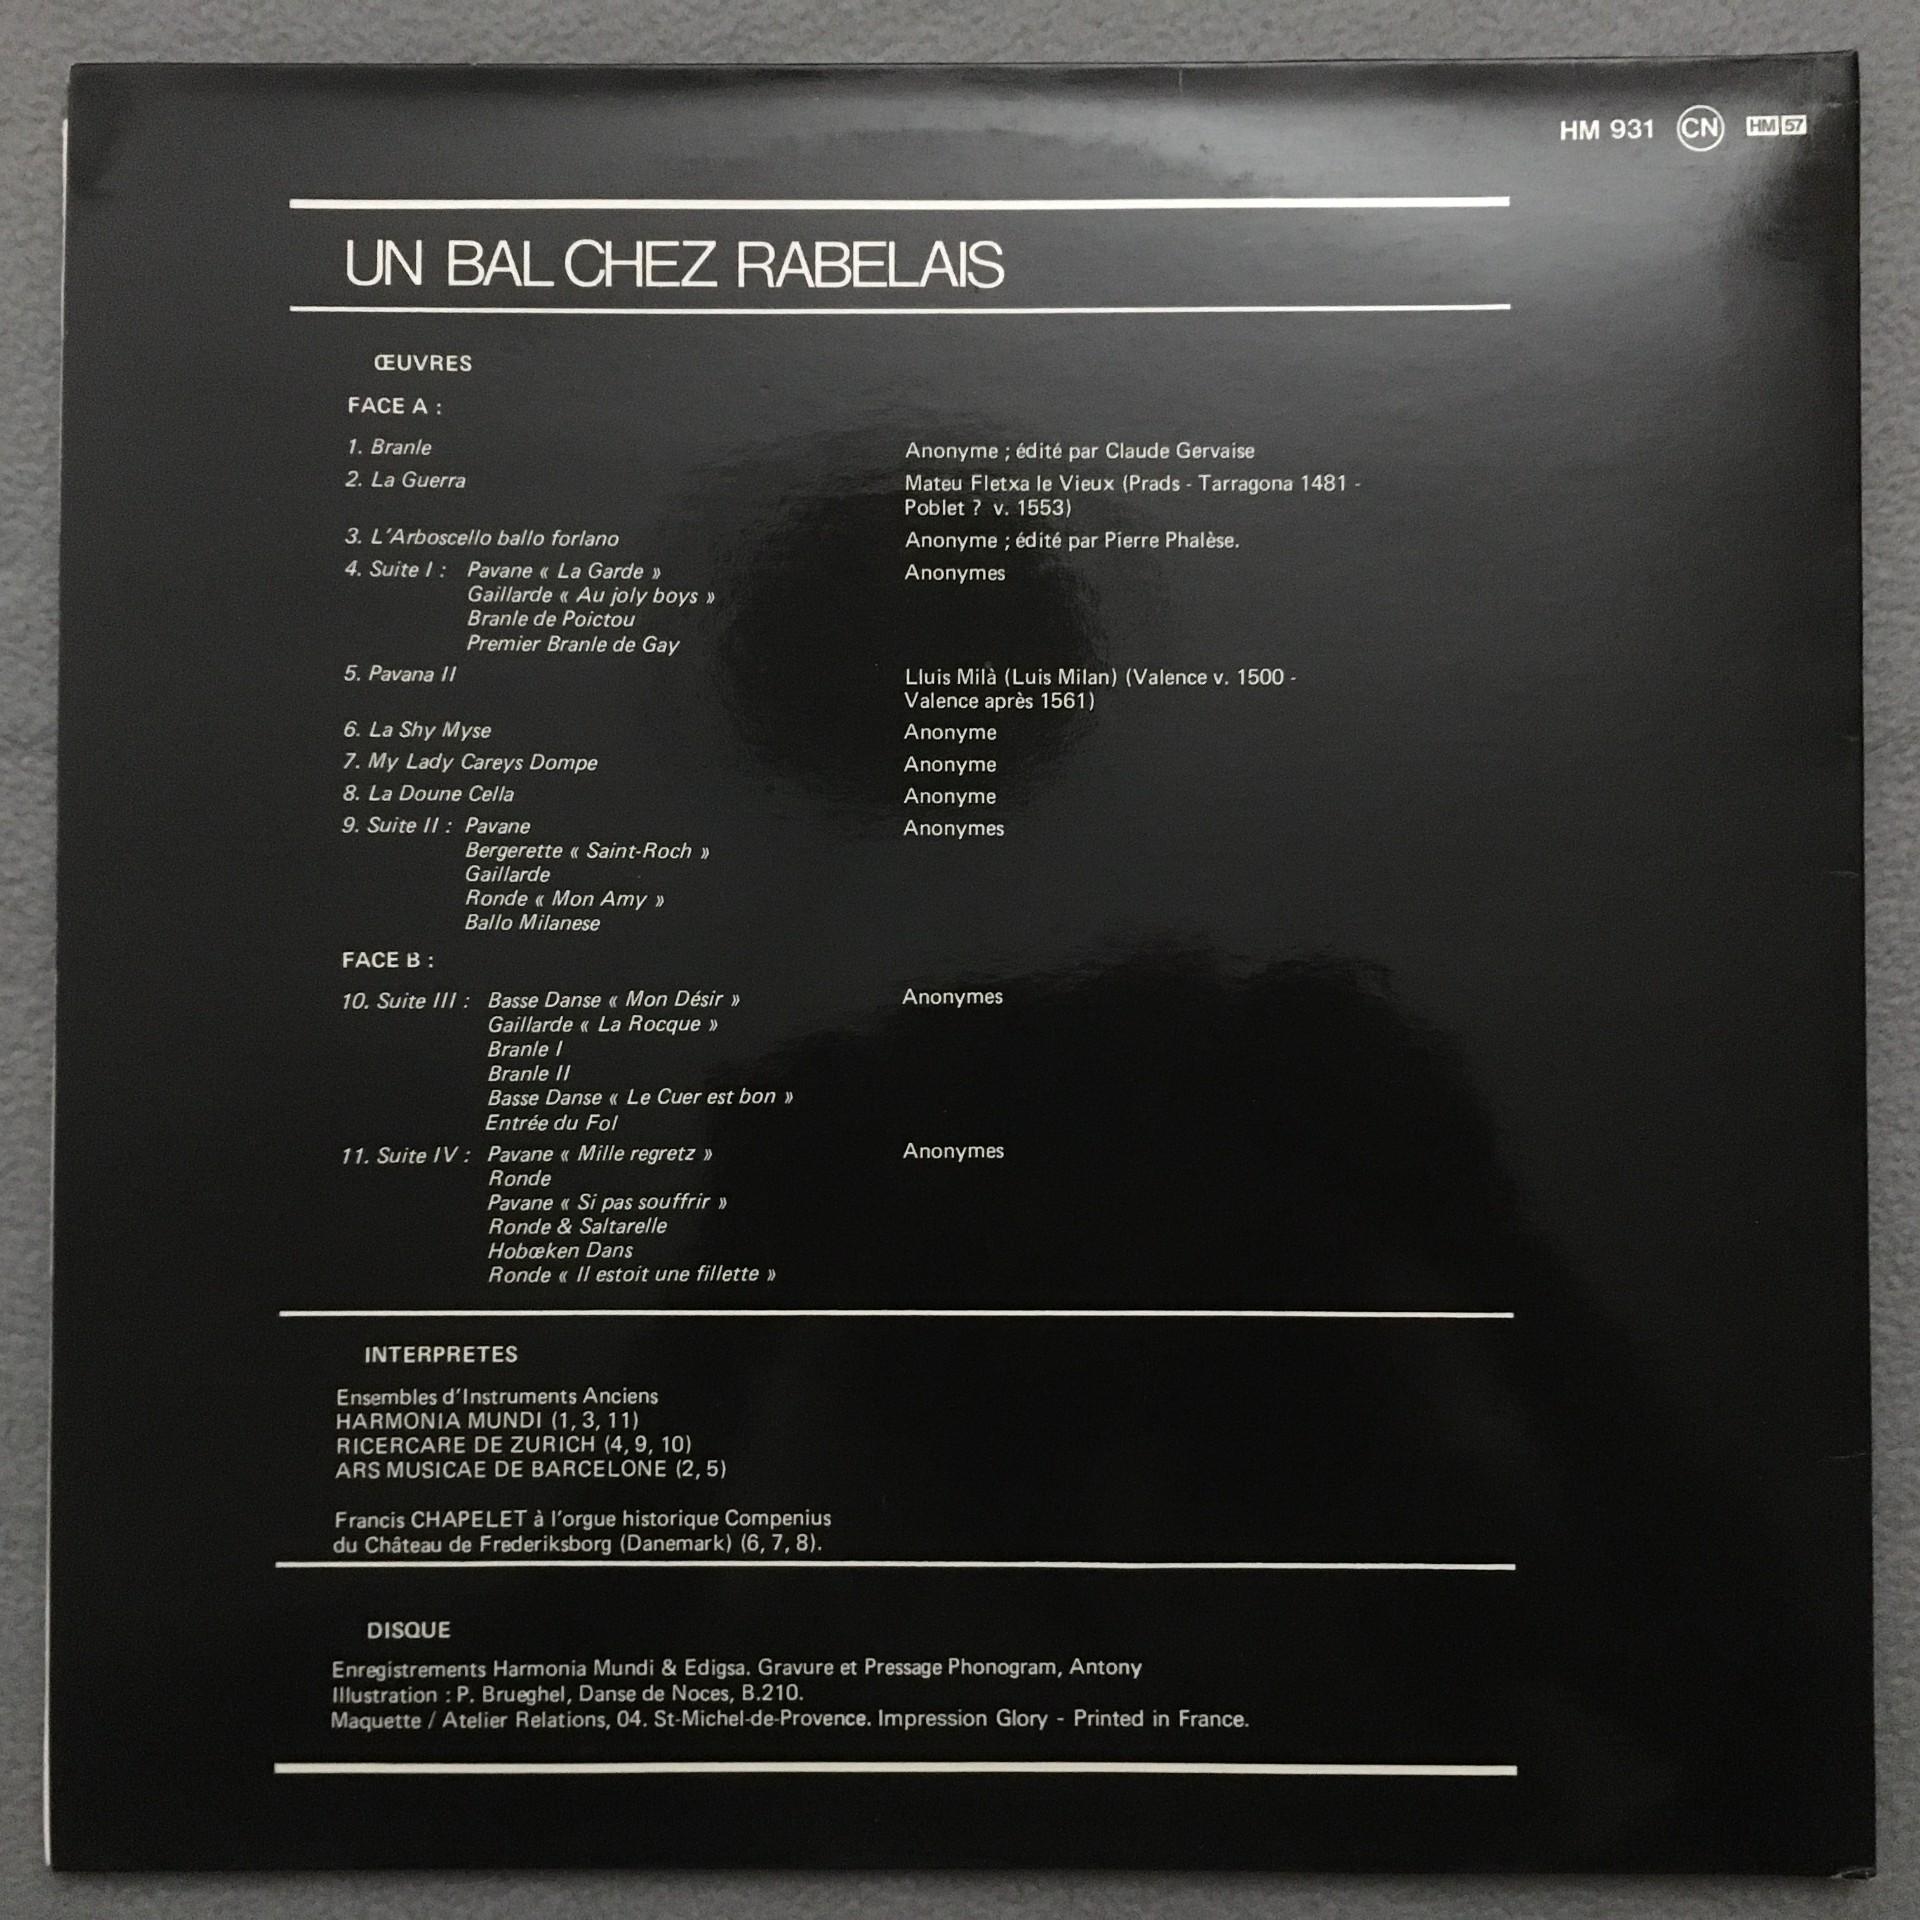 HM 931 CN HM 57
UN BAL CHEZ RABELAIS
ŒUVRES
FACE A :
1. Branle Anonyme ; édité par Claude Gervaise
2. La Guerra Mateu Fletxa le Vieux (Prads - Tarragona 1481 -
Poblet ? v. 1553)
3. L'Arboscello ballo forlano Anonyme ; édité par Pierre Phalèse.
4. Suite I : Pavane « La Garde » Anonymes
Gaillarde « Au joly boys »
Branle de Poictou
Premier Branle de Gay
5. Pavana II Lluis Milà (Luis Milan) (Valence v. 1500 -
Valence après 1561)
6. La Shy Myse Anonyme
7. My Lady Careys Dompe Anonyme
8. La Doune Cella Anonyme
9. Suite II : Pavane Anonymes
Bergerette « Saint-Roch »
Gaillarde
Ronde « Mon Amy »
Ballo Milanese
FACE B :
10. Suite III : Basse Danse « Mon Désir » Anonymes
Gaillarde « La Rocque »
Branle I
Branle II
Basse Danse « Le Cuer est bon »
Entrée du Fol
11. Suite IV : Pavane « Mille regretz » Anonymes
Ronde
Pavane « Si pas souffrir »
Ronde & Saltarelle
Hobœken Dans
Ronde « Il estoit une fillette »
INTERPRETES
Ensembles d'Instruments Anciens
HARMONIA MUNDI (1, 3, 11)
RICERCARE DE ZURICH (4, 9, 10)
ARS MUSICAE DE BARCELONE (2, 5)
Francis CHAPELET à l'orgue historique Compenius
du Château de Frederiksborg (Danemark) (6, 7, 8).
DISQUE
Enregistrements Harmonia Mundi & Edigsa. Gravure et Pressage Phonogram, Antony
Illustration : P. Brueghel, Danse de Noces, B.210.
Maquette / Atelier Relations, 04. St-Michel-de-Provence. Impression Glory - Printed in France.